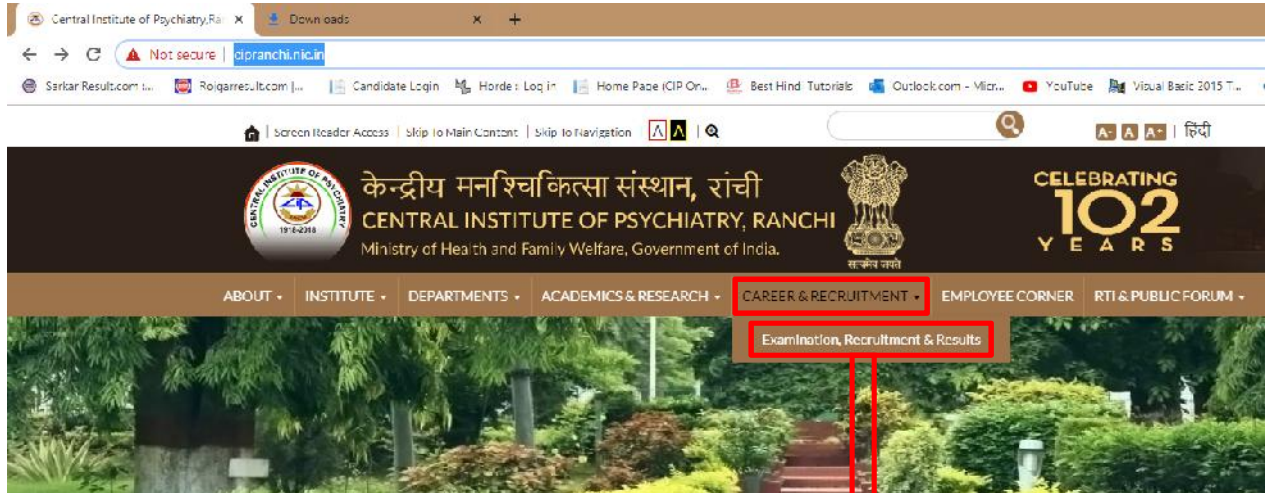 Central Institute of Psychiatry,Ra
Downloads
Not secure | cipranchi.nic.in
Sarkar Result.com :...
Rojgarresult.com |...
Candidate Login
Horde :: Log in
Home Page (CIP On...
Best Hindi Tutorials
Outlook.com - Micr...
YouTube
Visual Basic 2015 T...
| Screen Reader Access | Skip To Main Content | Skip To Navigation A A |
A- A A+ | हिंदी
केन्द्रीय मनश्चिकित्सा संस्थान, रांची
CENTRAL INSTITUTE OF PSYCHIATRY, RANCHI
Ministry of Health and Family Welfare, Government of India.
CENTRAL INSTITUTE OF PSYCHIATRY
CIP
RANCHI
1918-2018
सत्यमेव जयते
CELEBRATING
102
YEARS
ABOUT INSTITUTE DEPARTMENTS ACADEMICS & RESEARCH CAREER & RECRUITMENT EMPLOYEE CORNER RTI & PUBLIC FORUM
Examination, Recruitment & Results